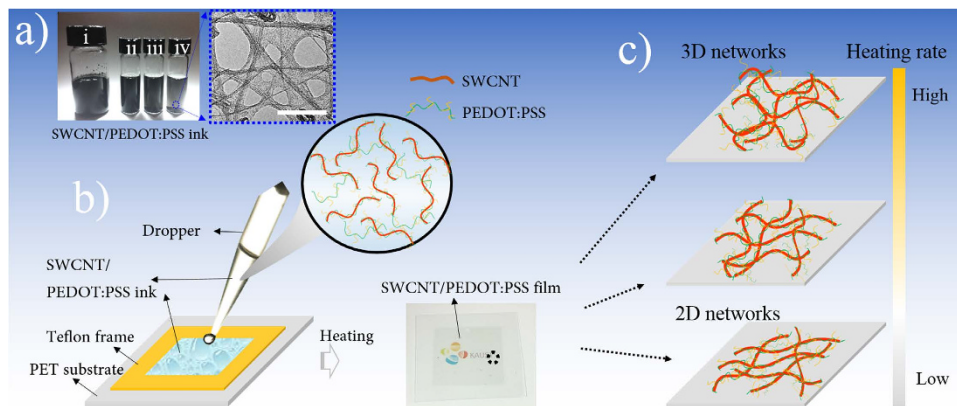 a)
i
ii
iii
iv
SWCNT/PEDOT:PSS ink
SWCNT
PEDOT:PSS
b)
Dropper
SWCNT/
PEDOT:PSS ink
Teflon frame
PET substrate
Heating
SWCNT/PEDOT:PSS film
c)
3D networks
2D networks
Heating rate
High
Low